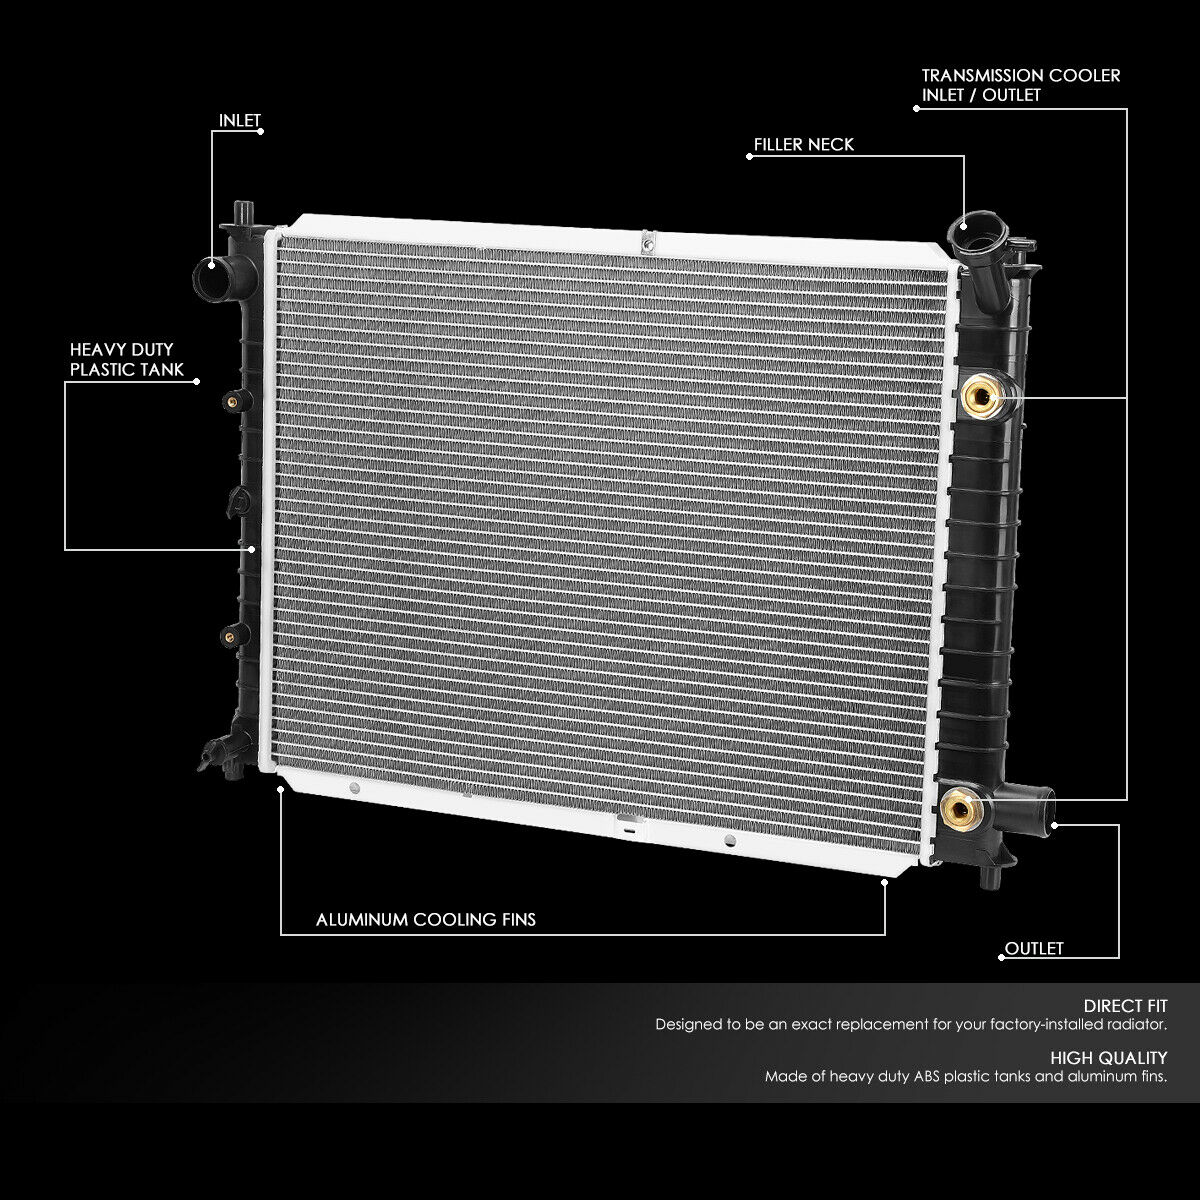 TRANSMISSION COOLER
INLET / OUTLET
INLET
FILLER NECK
HEAVY DUTY
PLASTIC TANK
ALUMINUM COOLING FINS
OUTLET
DIRECT FIT
Designed to be an exact replacement for your factory-installed radiator.
HIGH QUALITY
Made of heavy duty ABS plastic tanks and aluminum fins.